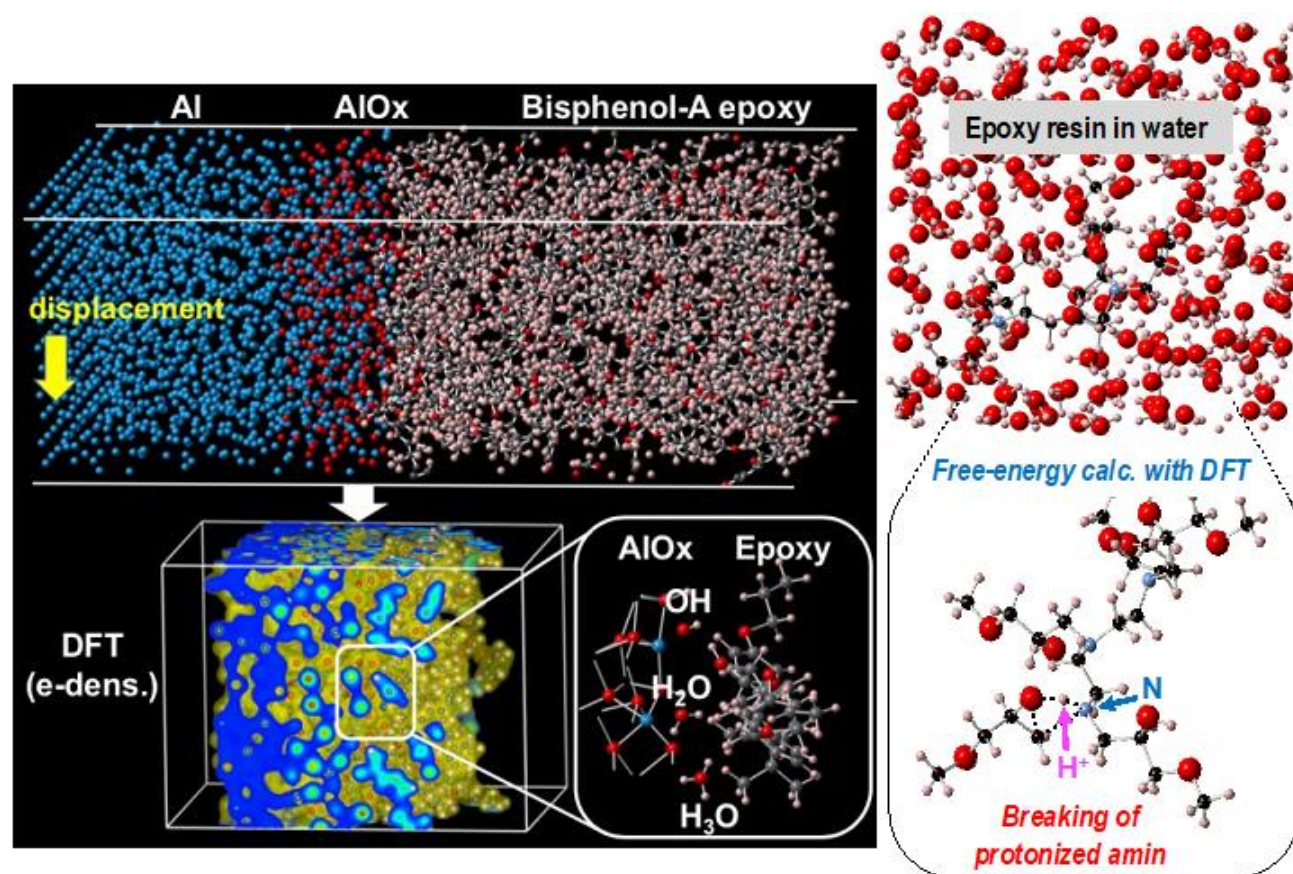 Al
AlOx
Bisphenol-A epoxy
displacement
DFT
(e-dens.)
AlOx
Epoxy
OH
H₂O
H₃O
Epoxy resin in water
Free-energy calc. with DFT
N
H⁺
Breaking of
protonized amin